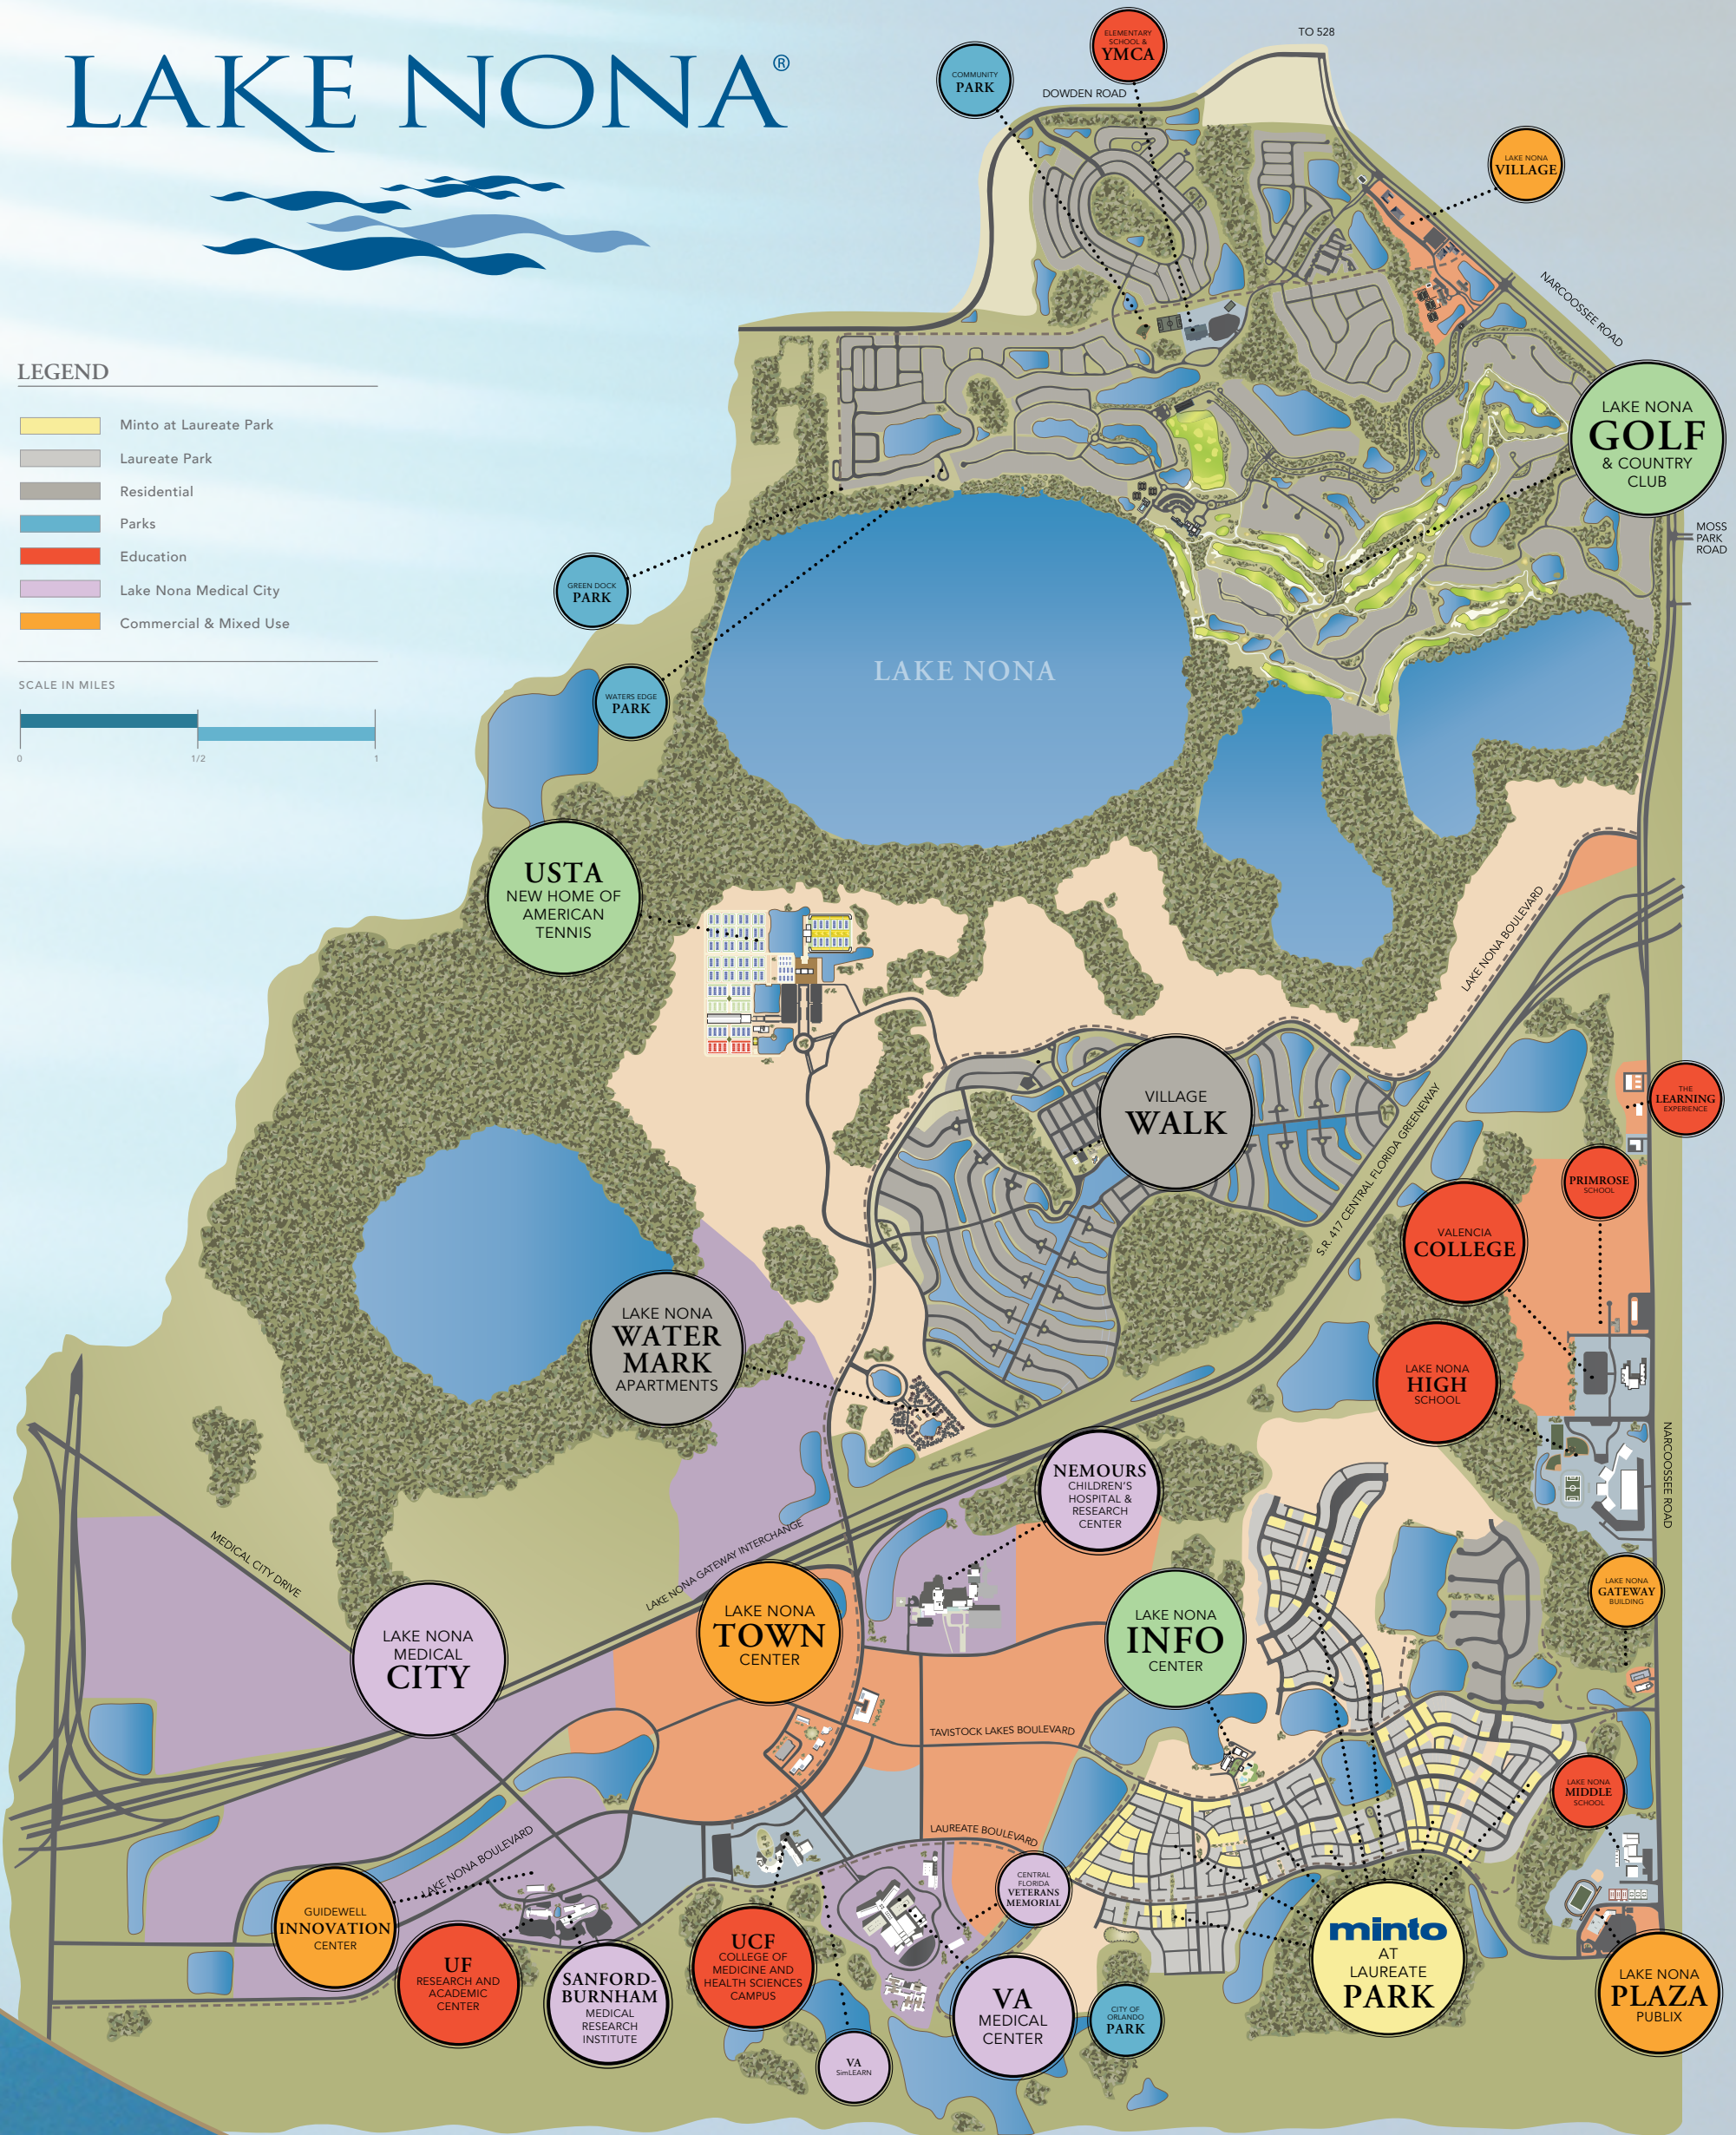 LAKE NONA®
TO 528
ELEMENTARY
SCHOOL &
YMCA
COMMUNITY
PARK
DOWDEN ROAD
LAKE NONA
VILLAGE
NARCOOSSEE ROAD
LEGEND
Minto at Laureate Park
Laureate Park
Residential
Parks
Education
Lake Nona Medical City
Commercial & Mixed Use
SCALE IN MILES
0 1/2 1
LAKE NONA
GOLF
& COUNTRY
CLUB
MOSS
PARK
ROAD
GREEN DOCK
PARK
LAKE NONA
WATERS EDGE
PARK
USTA
NEW HOME OF
AMERICAN
TENNIS
LAKE NONA BOULEVARD
VILLAGE
WALK
THE
LEARNING
EXPERIENCE
S.R. 417 CENTRAL FLORIDA GREENEWAY
PRIMROSE
SCHOOL
VALENCIA
COLLEGE
LAKE NONA
WATER
MARK
APARTMENTS
LAKE NONA
HIGH
SCHOOL
NARCOOSSEE ROAD
NEMOURS
CHILDREN'S
HOSPITAL &
RESEARCH
CENTER
MEDICAL CITY DRIVE
LAKE NONA GATEWAY INTERCHANGE
LAKE NONA
GATEWAY
BUILDING
LAKE NONA
MEDICAL
CITY
LAKE NONA
TOWN
CENTER
LAKE NONA
INFO
CENTER
TAVISTOCK LAKES BOULEVARD
LAKE NONA
MIDDLE
SCHOOL
LAUREATE BOULEVARD
LAKE NONA BOULEVARD
CENTRAL
FLORIDA
VETERANS
MEMORIAL
GUIDEWELL
INNOVATION
CENTER
UF
RESEARCH AND
ACADEMIC
CENTER
SANFORD-
BURNHAM
MEDICAL
RESEARCH
INSTITUTE
UCF
COLLEGE OF
MEDICINE AND
HEALTH SCIENCES
CAMPUS
VA
SimLEARN
VA
MEDICAL
CENTER
CITY OF
ORLANDO
PARK
minto
AT
LAUREATE
PARK
LAKE NONA
PLAZA
PUBLIX